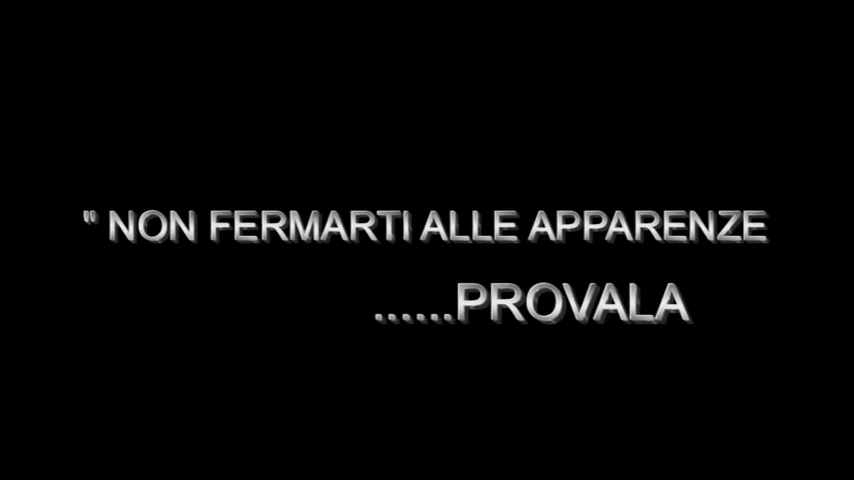 " NON FERMARTI ALLE APPARENZE
......PROVALA